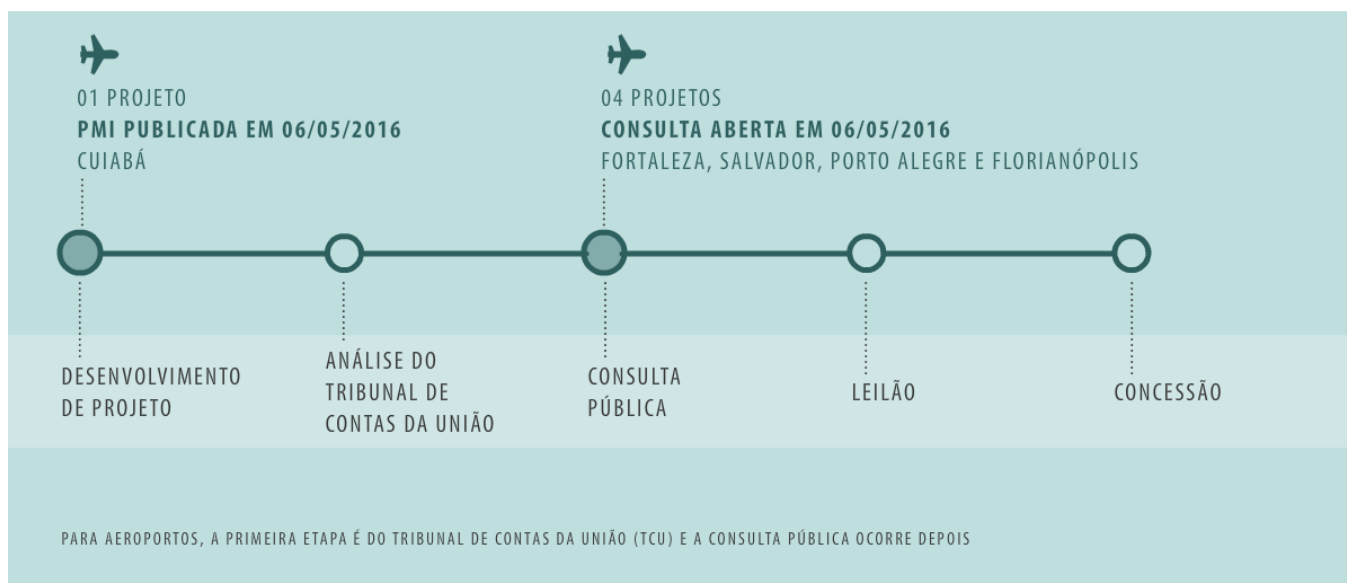 01 PROJETO
PMI PUBLICADA EM 06/05/2016
CUIABÁ
04 PROJETOS
CONSULTA ABERTA EM 06/05/2016
FORTALEZA, SALVADOR, PORTO ALEGRE E FLORIANÓPOLIS
DESENVOLVIMENTO
DE PROJETO
ANÁLISE DO
TRIBUNAL DE
CONTAS DA UNIÃO
CONSULTA
PÚBLICA
LEILÃO
CONCESSÃO
PARA AEROPORTOS, A PRIMEIRA ETAPA É DO TRIBUNAL DE CONTAS DA UNIÃO (TCU) E A CONSULTA PÚBLICA OCORRE DEPOIS